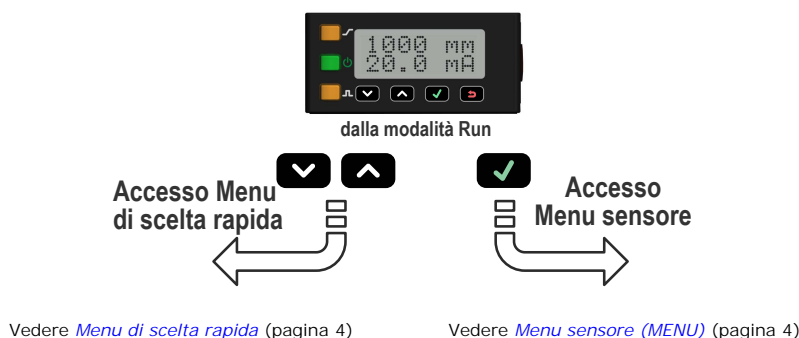 1000 mm
20.0 mA
dalla modalità Run
Accesso Menu
di scelta rapida
Accesso
Menu sensore
Vedere Menu di scelta rapida (pagina 4)
Vedere Menu sensore (MENU) (pagina 4)